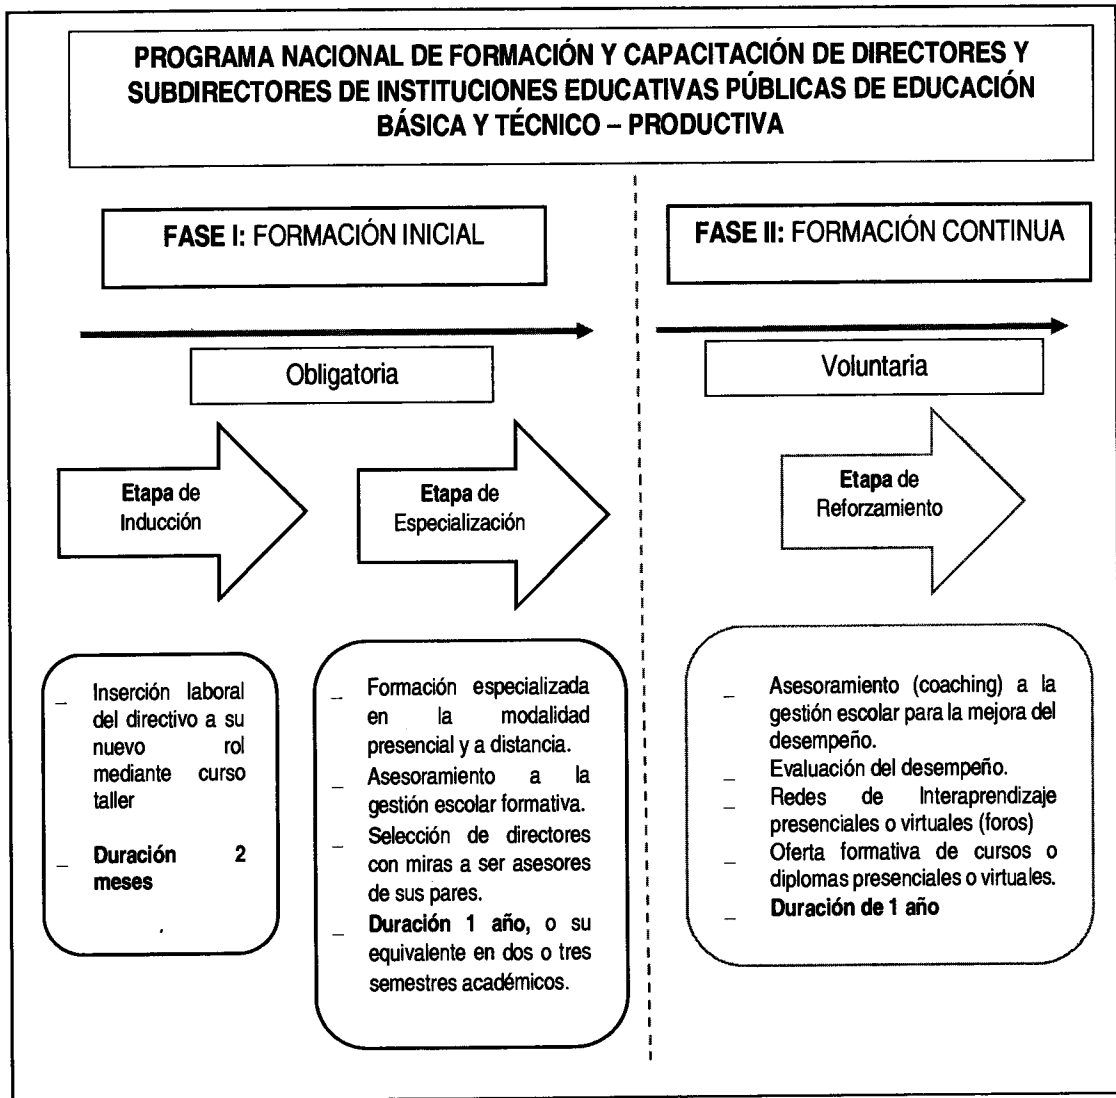 PROGRAMA NACIONAL DE FORMACIÓN Y CAPACITACIÓN DE DIRECTORES Y
SUBDIRECTORES DE INSTITUCIONES EDUCATIVAS PÚBLICAS DE EDUCACIÓN
BÁSICA Y TÉCNICO – PRODUCTIVA
FASE I: FORMACIÓN INICIAL
Obligatoria
Etapa de
Inducción
Etapa de
Especialización
_ Inserción laboral
del directivo a su
nuevo rol
mediante curso
taller
_ Duración 2
meses
_ Formación especializada
en la modalidad
presencial y a distancia.
_ Asesoramiento a la
gestión escolar formativa.
_ Selección de directores
con miras a ser asesores
de sus pares.
_ Duración 1 año, o su
equivalente en dos o tres
semestres académicos.
FASE II: FORMACIÓN CONTINUA
Voluntaria
Etapa de
Reforzamiento
_ Asesoramiento (coaching) a la
gestión escolar para la mejora del
desempeño.
_ Evaluación del desempeño.
_ Redes de Interaprendizaje
presenciales o virtuales (foros)
_ Oferta formativa de cursos o
diplomas presenciales o virtuales.
_ Duración de 1 año